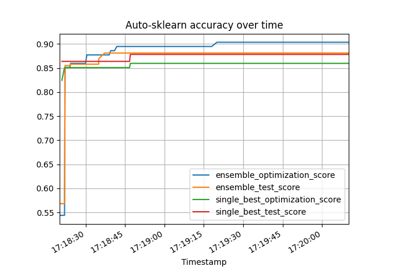 Auto-sklearn accuracy over time
0.90
0.85
0.80
0.75
0.70
0.65
0.60
0.55
ensemble_optimization_score
ensemble_test_score
single_best_optimization_score
single_best_test_score
17:18:30
17:18:45
17:19:00
17:19:15
17:19:30
17:19:45
17:20:00
Timestamp